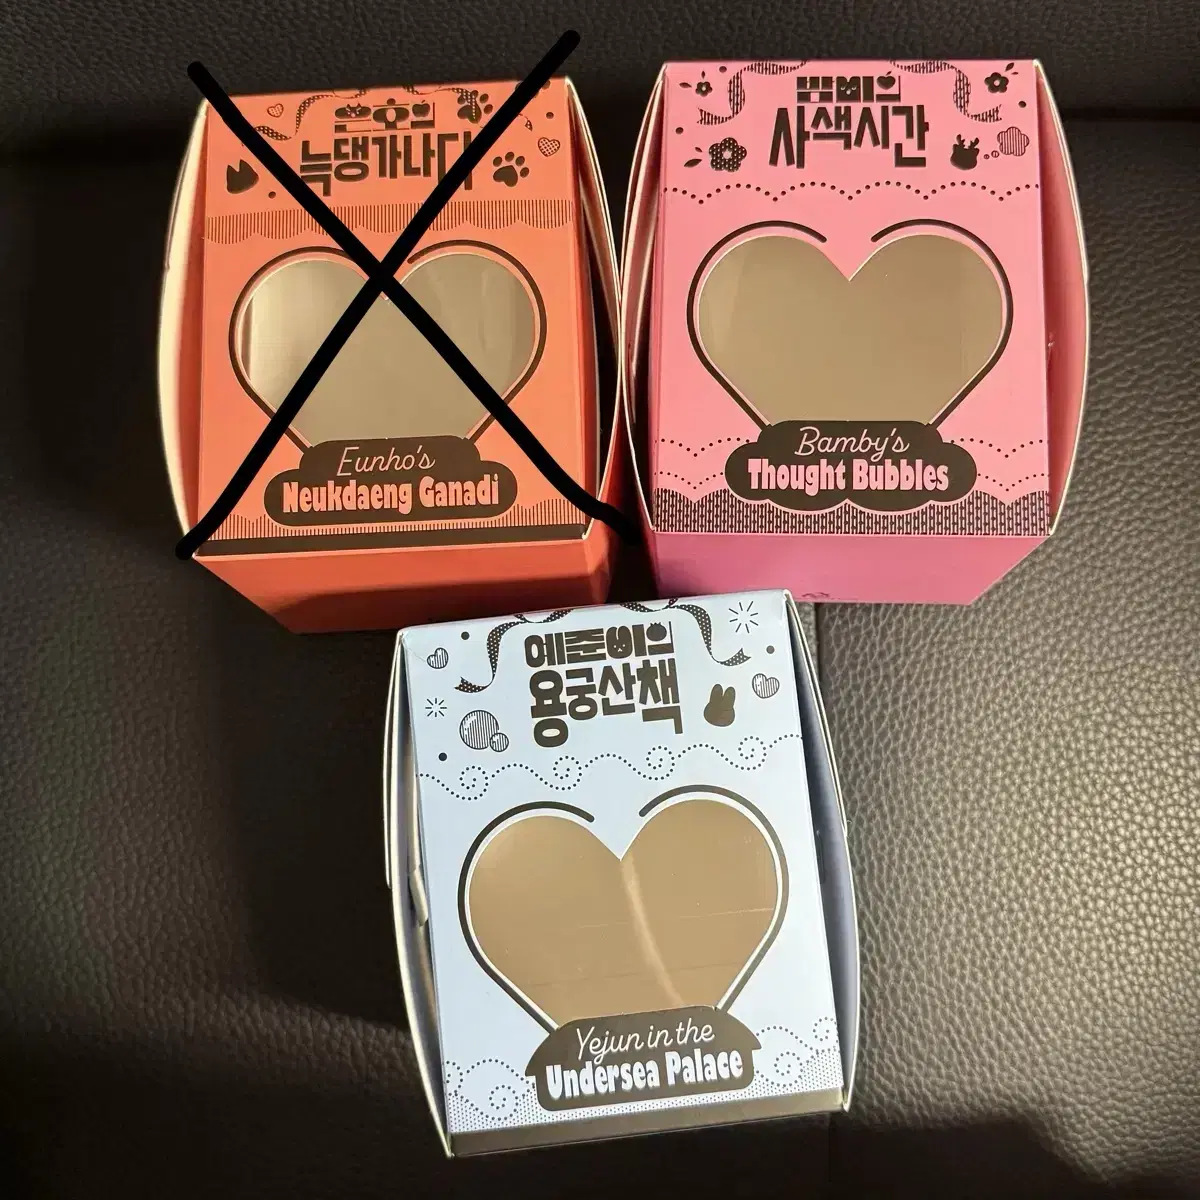 은호의
늑댕가나디
Eunho's
Neukdaeng Ganadi
밤비의
사색시간
Bamby's
Thought Bubbles
예준이의
용궁산책
Yejun in the
Undersea Palace